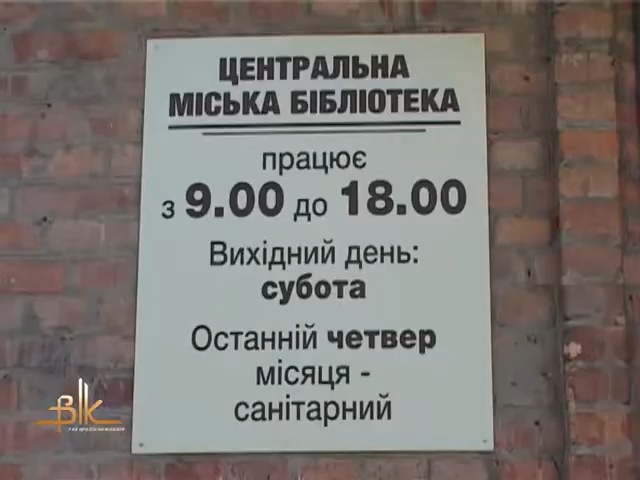 ЦЕНТРАЛЬНА
МІСЬКА БІБЛІОТЕКА
працює
з 9.00 до 18.00
Вихідний день:
субота
Останній четвер
місяця -
санітарний
ВІК